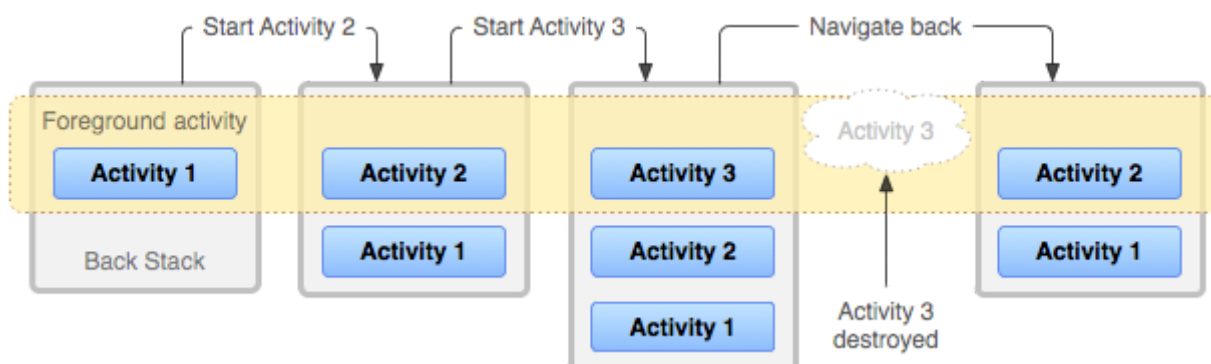 Start Activity 2
Start Activity 3
Navigate back
Foreground activity
Activity 1
Back Stack
Activity 2
Activity 1
Activity 3
Activity 2
Activity 1
Activity 3
Activity 3
destroyed
Activity 2
Activity 1